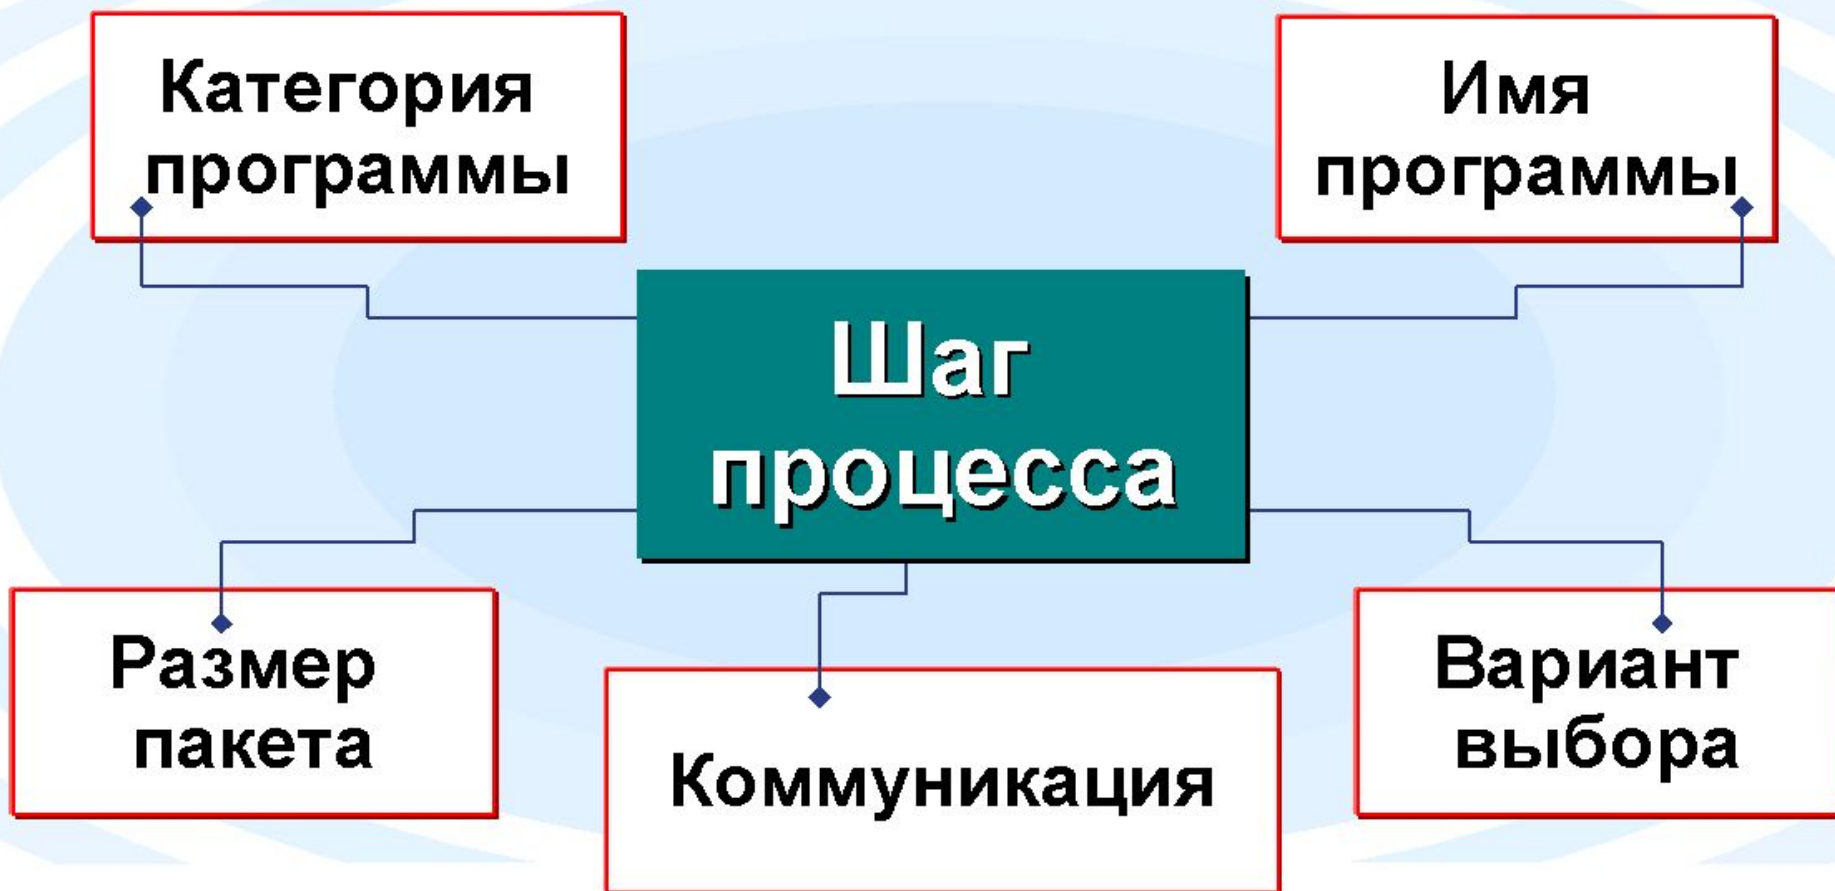 Категория
программы
Имя
программы
Шаг
процесса
Размер
пакета
Коммуникация
Вариант
выбора